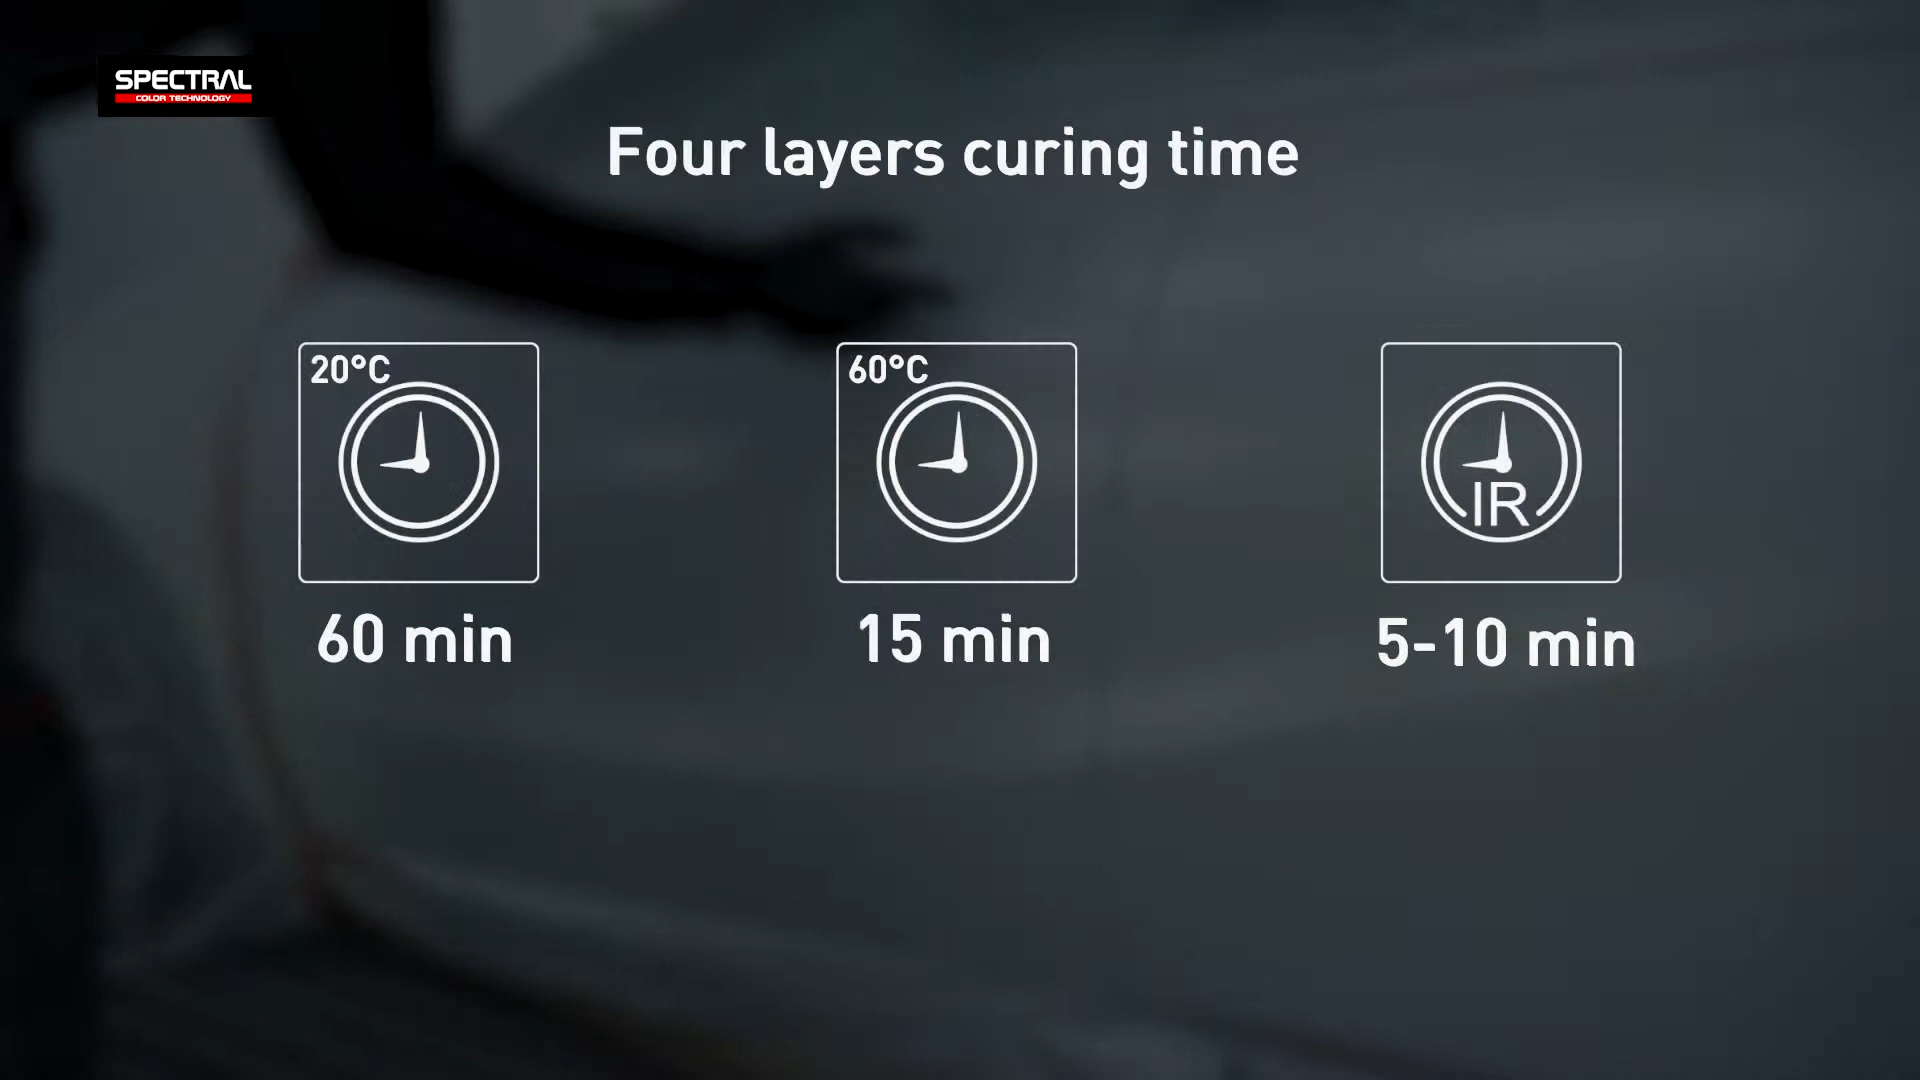 SPECTRAL
COLOR TECHNOLOGY
Four layers curing time
20°C
60°C
IR
60 min
15 min
5-10 min